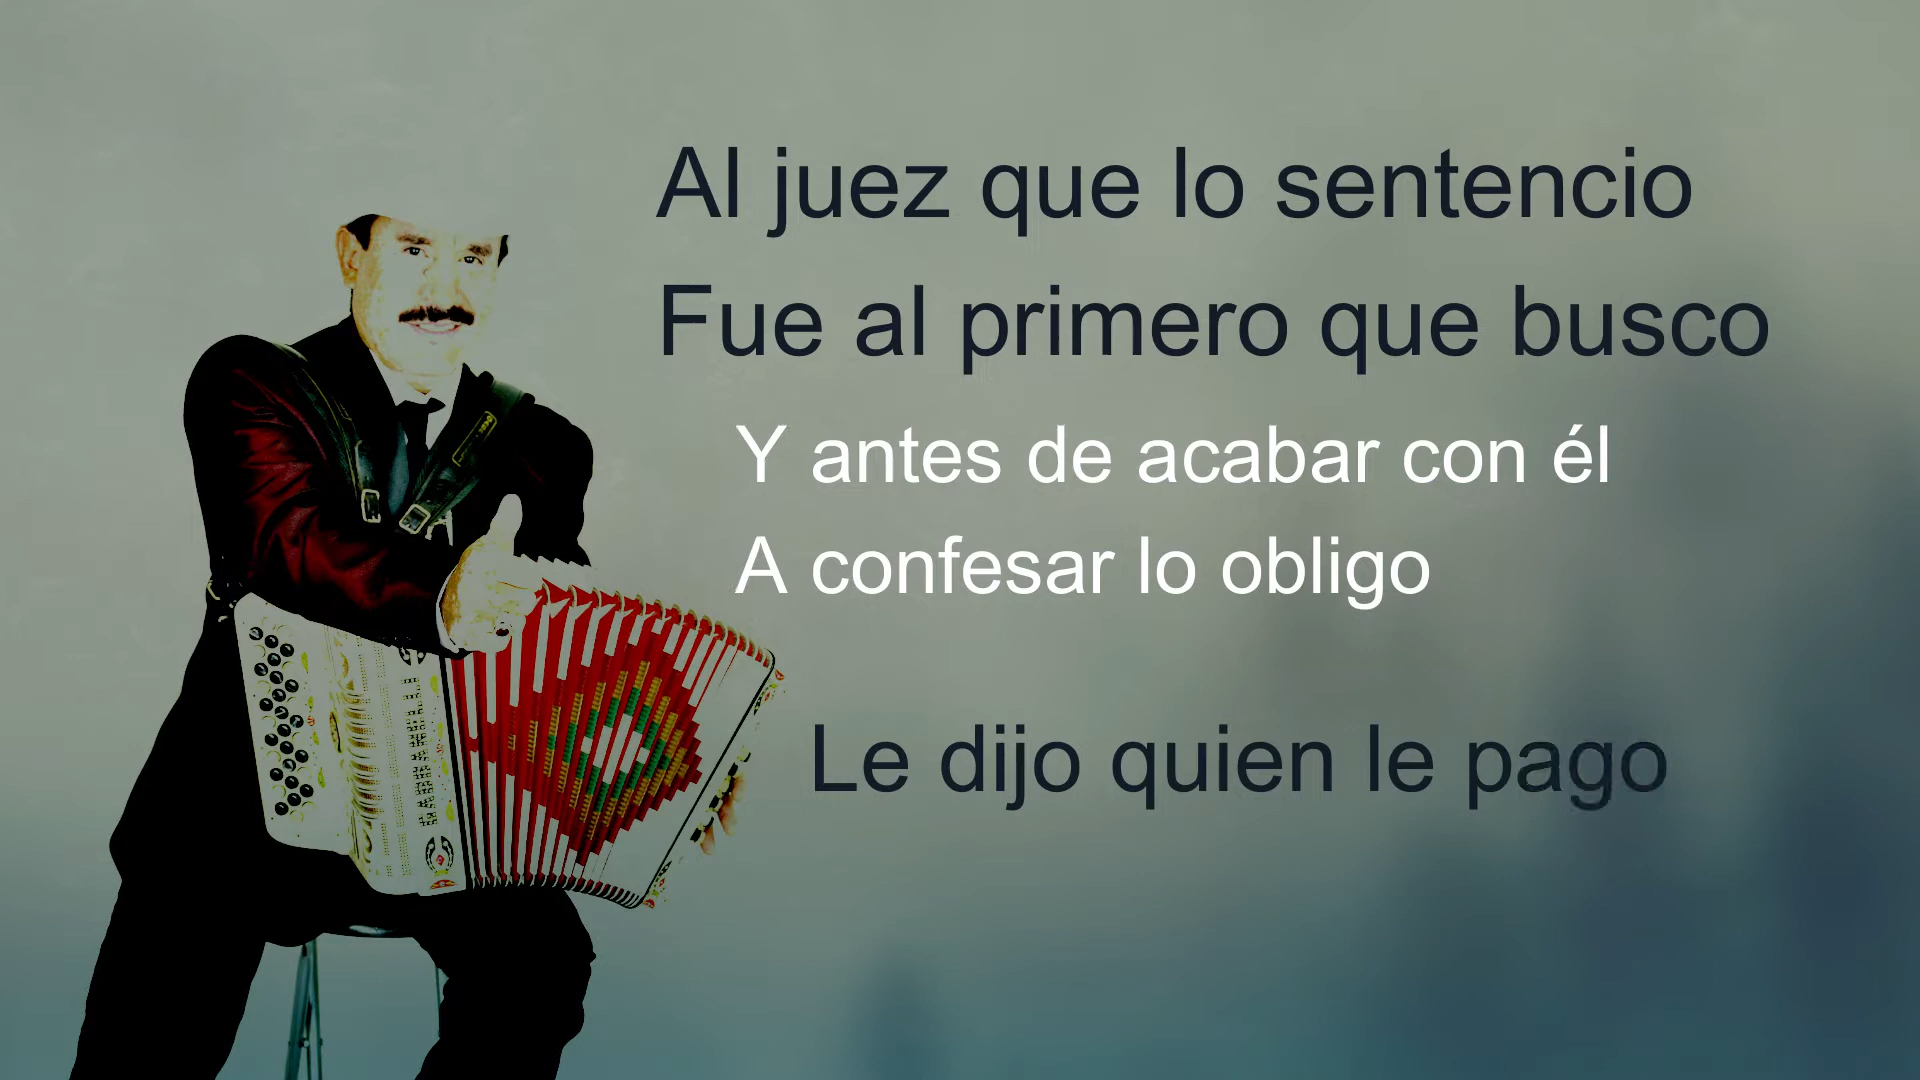 Al juez que lo sentencio
Fue al primero que busco
Y antes de acabar con él
A confesar lo obligo
Le dijo quien le pago